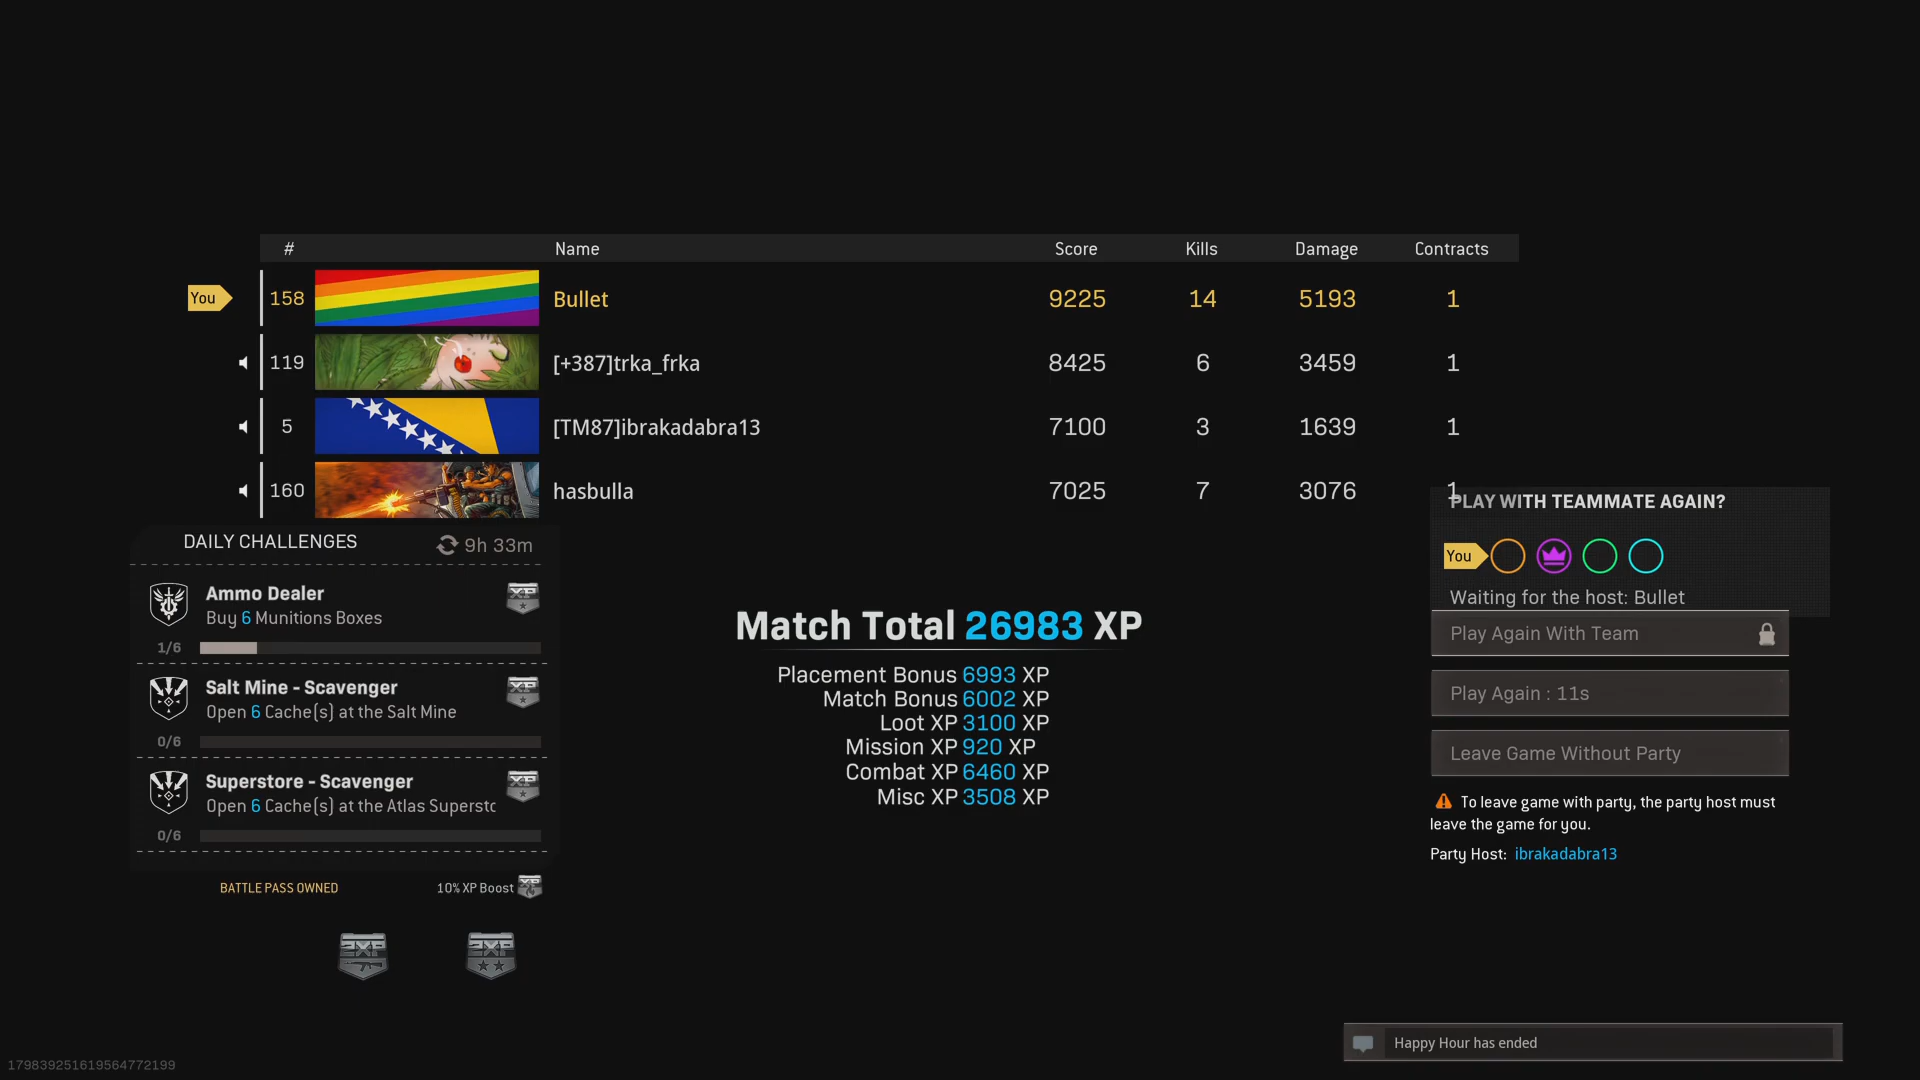 # Name Score Kills Damage Contracts
You 158 Bullet 9225 14 5193 1
119 [+387]trka_frka 8425 6 3459 1
5 [TM87]ibrakadabra13 7100 3 1639 1
160 hasbulla 7025 7 3076 1
PLAY WITH TEAMMATE AGAIN?
You
Waiting for the host: Bullet
Play Again With Team
Play Again : 11s
Leave Game Without Party
To leave game with party, the party host must
leave the game for you.
Party Host: ibrakadabra13
DAILY CHALLENGES 9h 33m
Ammo Dealer
XP
Buy 6 Munitions Boxes
1/6
Salt Mine - Scavenger
XP
Open 6 Cache(s) at the Salt Mine
0/6
Superstore - Scavenger
XP
Open 6 Cache(s) at the Atlas Superstc
0/6
BATTLE PASS OWNED 10% XP Boost XP
2XP 2XP
Match Total 26983 XP
Placement Bonus 6993 XP
Match Bonus 6002 XP
Loot XP 3100 XP
Mission XP 920 XP
Combat XP 6460 XP
Misc XP 3508 XP
Happy Hour has ended
179839251619564772199